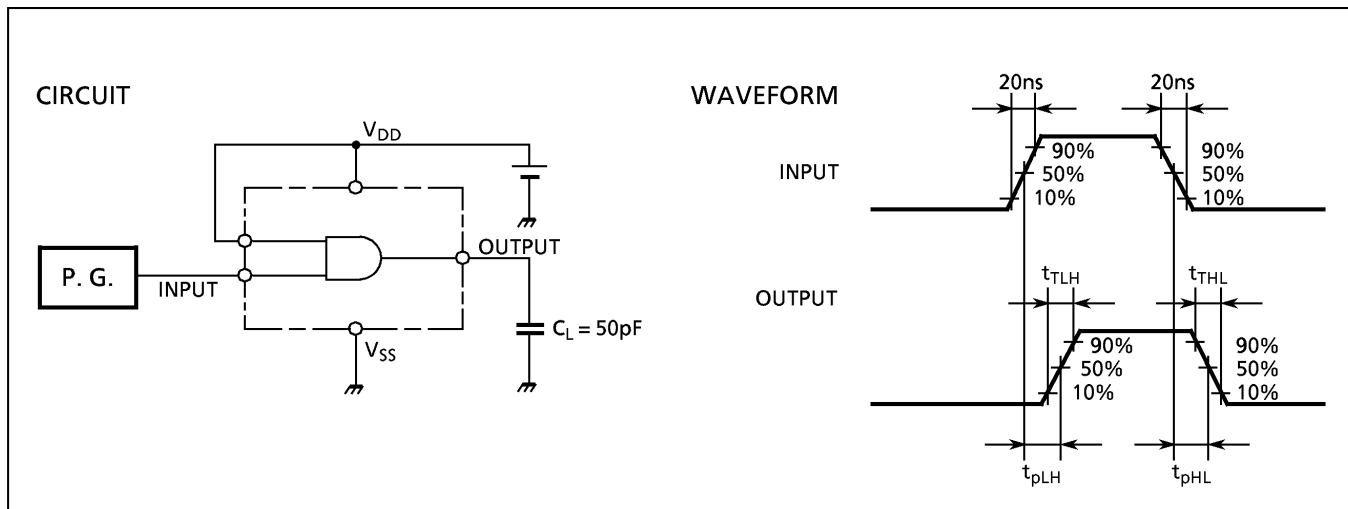 CIRCUIT
V_DD
P. G.
INPUT
OUTPUT
V_SS
C_L = 50pF
WAVEFORM
20ns 20ns
INPUT
90% 90%
50% 50%
10% 10%
t_TLH t_THL
OUTPUT
90% 90%
50% 50%
10% 10%
t_pLH t_pHL